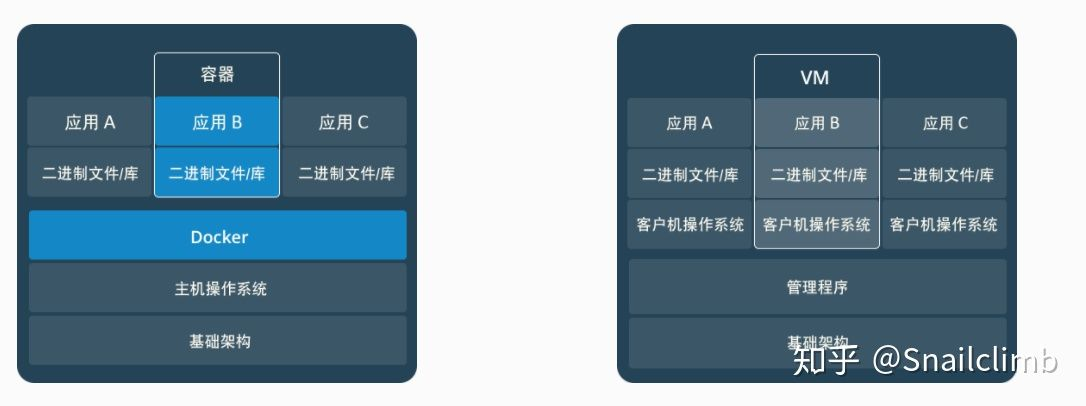 容器
应用 A
应用 B
应用 C
二进制文件/库
二进制文件/库
二进制文件/库
Docker
主机操作系统
基础架构
VM
应用 A
应用 B
应用 C
二进制文件/库
二进制文件/库
二进制文件/库
客户机操作系统
客户机操作系统
客户机操作系统
管理程序
基础架构
知乎 @Snailclimb